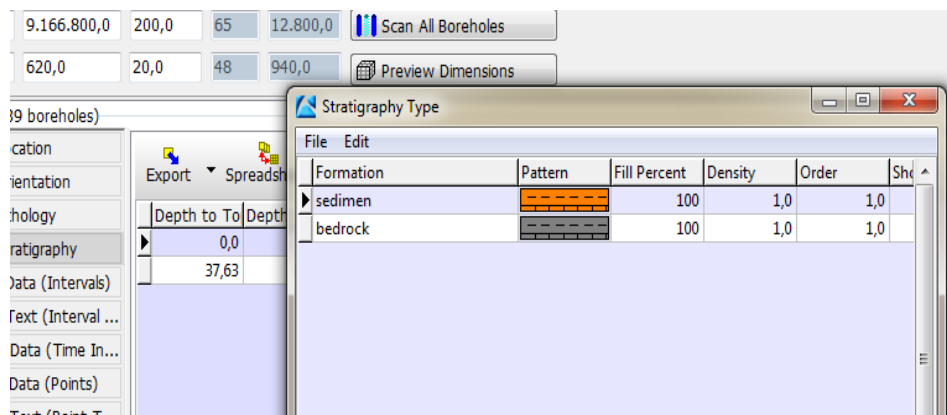 9.166.800,0 200,0 65 12.800,0 Scan All Boreholes
620,0 20,0 48 940,0 Preview Dimensions
39 boreholes)
cation
ientation
hology
ratigraphy
Data (Intervals)
Text (Interval ...
Data (Time In...
Data (Points)
Export Spreadsh
Depth to To Depth
0,0
37,63
Stratigraphy Type
File Edit
Formation Pattern Fill Percent Density Order Sho
sedimen 100 1,0 1,0
bedrock 100 1,0 1,0